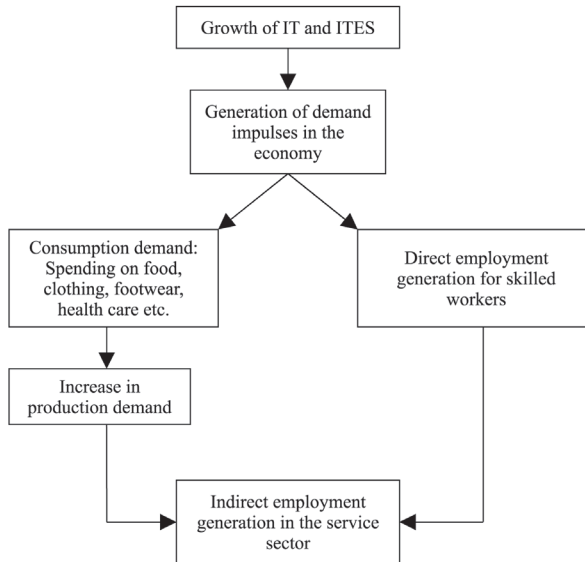 Growth of IT and ITES
Generation of demand
impulses in the
economy
Consumption demand:
Spending on food,
clothing, footwear,
health care etc.
Direct employment
generation for skilled
workers
Increase in
production demand
Indirect employment
generation in the service
sector